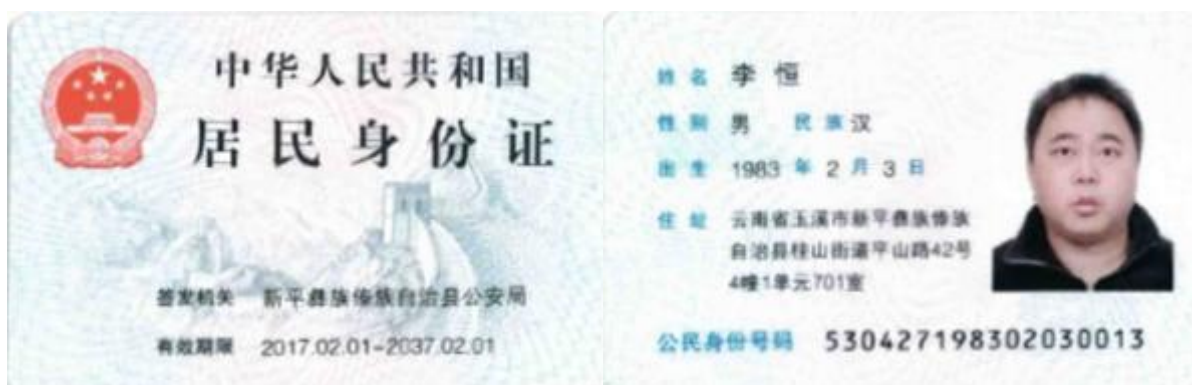 中华人民共和国
居民身份证
签发机关 新平彝族傣族自治县公安局
有效期限 2017.02.01-2037.02.01
姓名 李恒
性别 男 民族 汉
出生 1983 年 2 月 3 日
住址 云南省玉溪市新平彝族傣族
自治县桂山街道平山路42号
4幢1单元701室
公民身份号码 530427198302030013